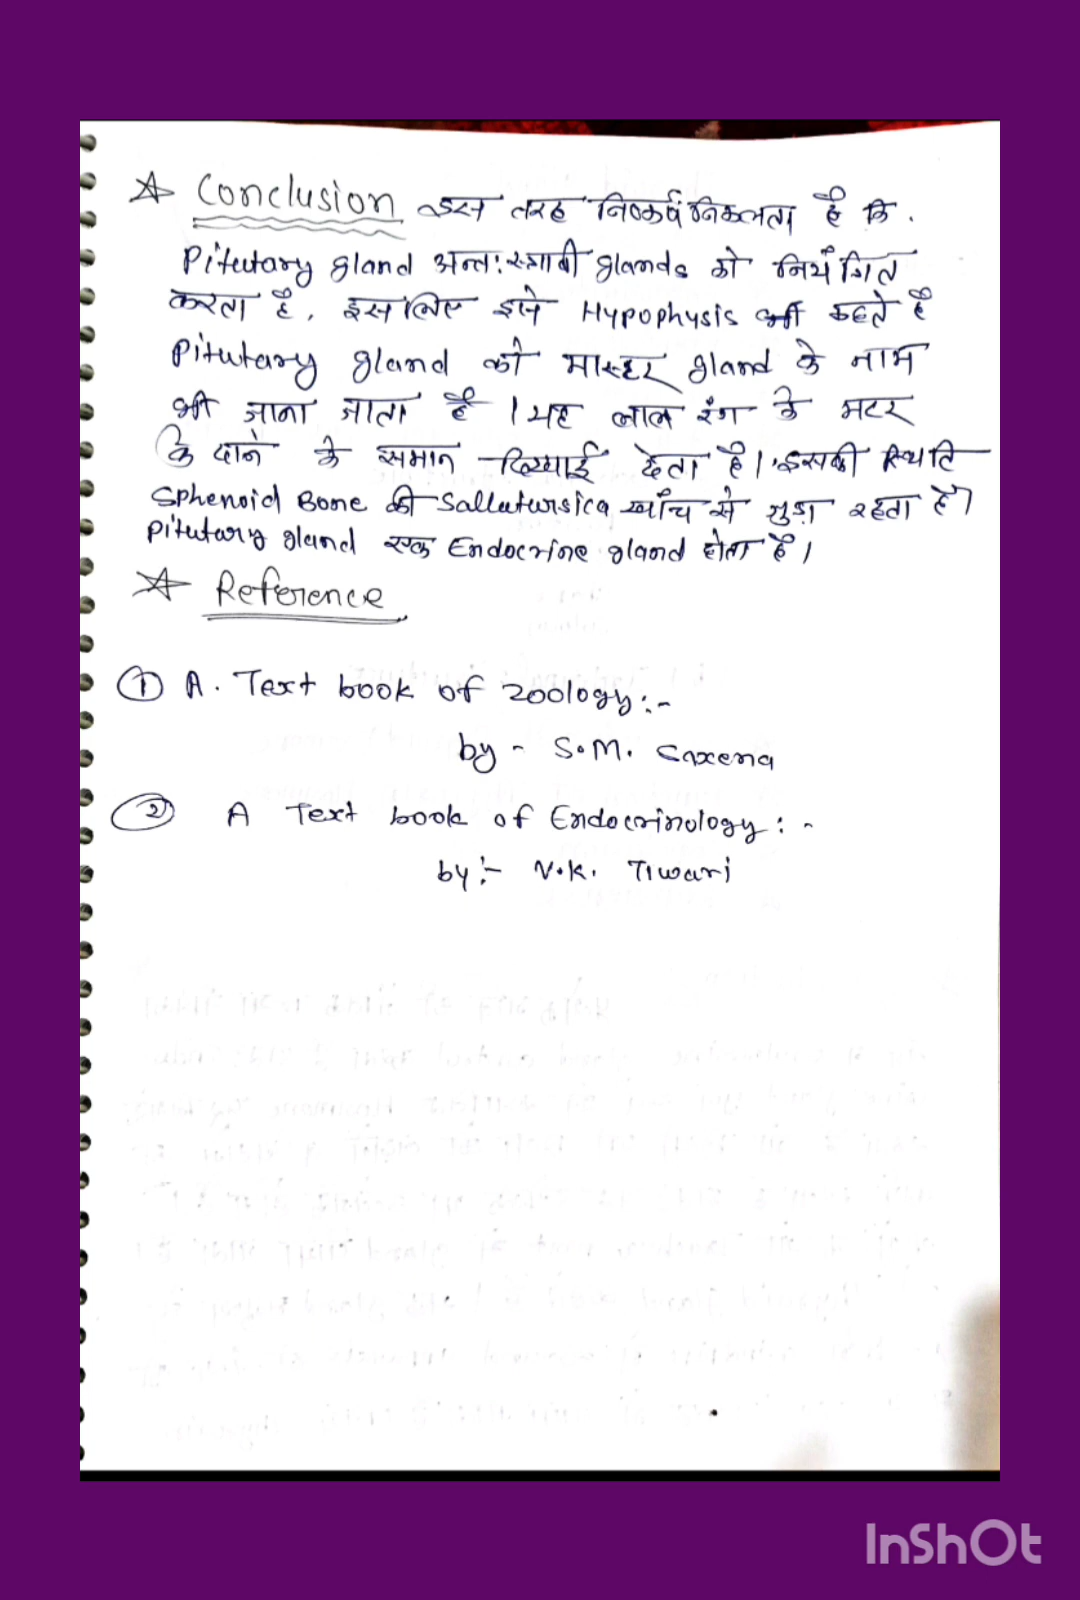 ☆ Conclusion इस तरह निष्कर्ष निकलता है कि.
Pitutary gland अन्तः स्त्रावी glands को नियंत्रित
करता है, इसलिए इसे Hypophysis भी कहते है
Pitutary gland को मास्टर gland के नाम
भी जाना जाता है । यह लाल रंग के मटर
के दाने के समान दिखाई देता है। इसकी स्थिति
Sphenoid Bone की Sallatursica खाँच से जुड़ा रहता है।
Pitutary gland एक Endocrine gland होता है।
☆ Reference
① A. Text book of zoology:-
by - S.M. Saxena
② A Text book of Endocrinology: -
by:- V.K. Tiwari
InShOt